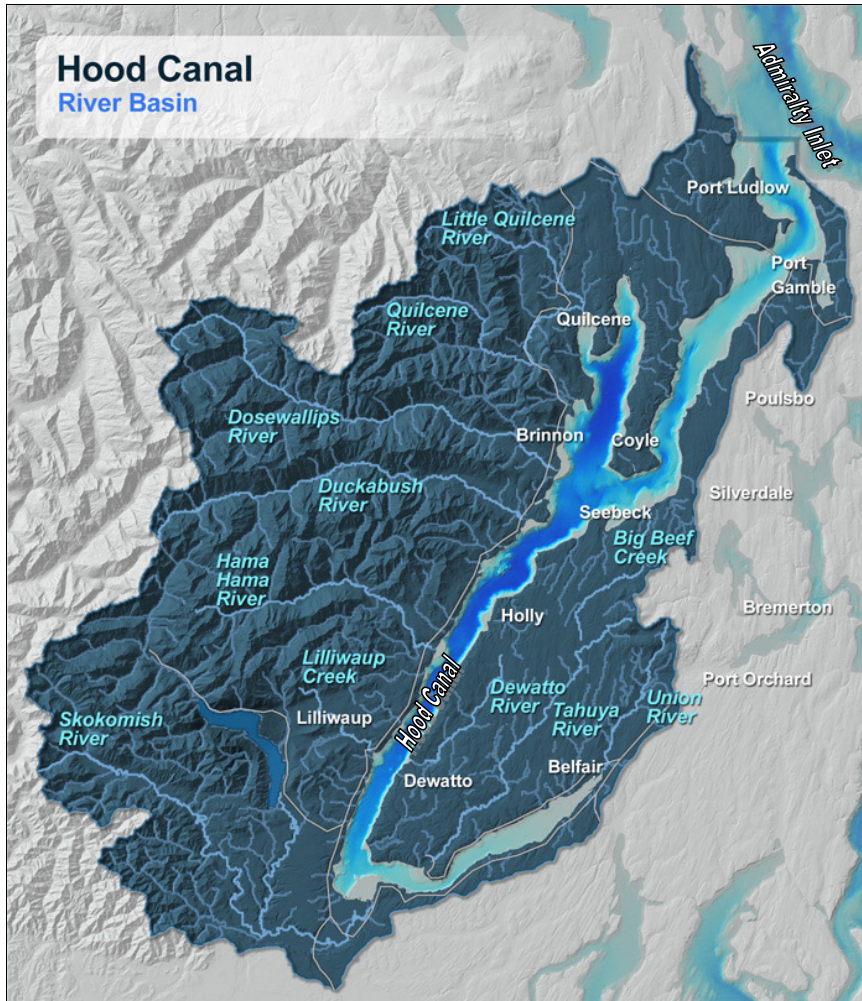 Hood Canal
River Basin
Admiralty Inlet
Port Ludlow
Little Quilcene
River
Port
Gamble
Quilcene
River
Quilcene
Poulsbo
Dosewallips
River
Brinnon
Coyle
Duckabush
River
Silverdale
Seebeck
Big Beef
Creek
Hama
Hama
River
Holly
Bremerton
Lilliwaup
Creek
Hood Canal
Dewatto
River
Tahuya
River
Union
River
Port Orchard
Skokomish
River
Lilliwaup
Belfair
Dewatto